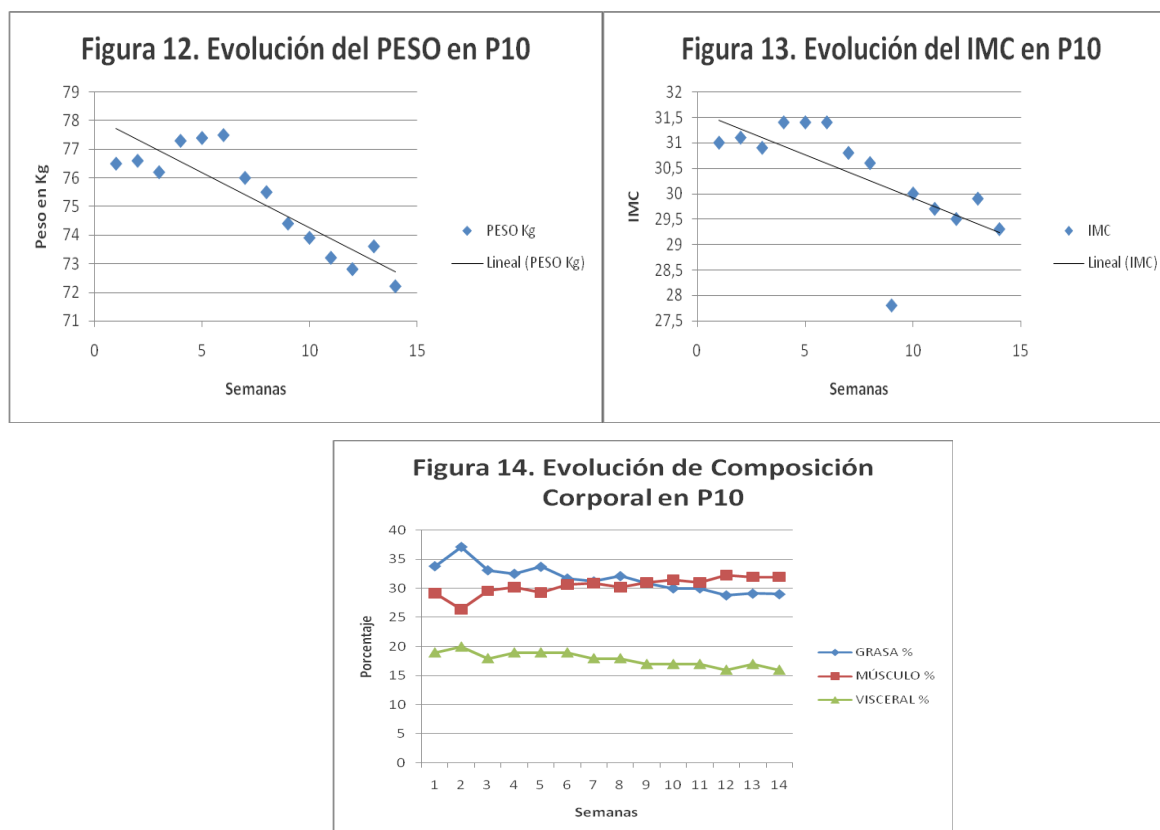 Figura 12. Evolución del PESO en P10
79
78
77
76
75
74
73
72
71
0
5
10
15
Peso en Kg
Semanas
PESO Kg
Lineal (PESO Kg)
Figura 13. Evolución del IMC en P10
32
31,5
31
30,5
30
29,5
29
28,5
28
27,5
0
5
10
15
IMC
Semanas
IMC
Lineal (IMC)
Figura 14. Evolución de Composición
Corporal en P10
40
35
30
25
20
15
10
5
0
1 2 3 4 5 6 7 8 9 10 11 12 13 14
Porcentaje
Semanas
GRASA %
MÚSCULO %
VISCERAL %